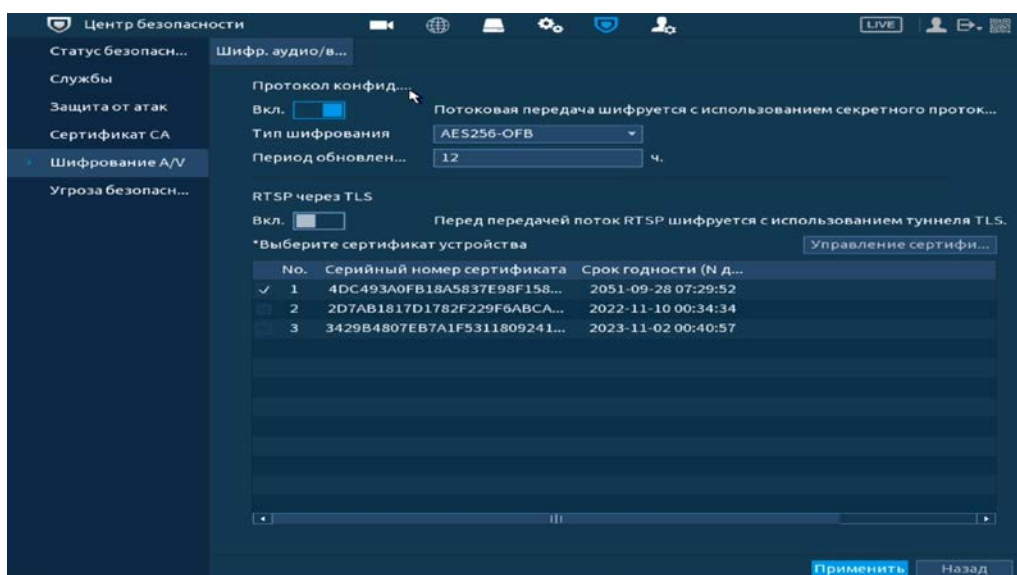 Центр безопасности LIVE
Статус безопасн... Шифр. аудио/в...
Службы
Протокол конфид....
Защита от атак
Вкл. Потоковая передача шифруется с использованием секретного проток...
Сертификат CA
Тип шифрования AES256-OFB
Шифрование A/V
Период обновлен... 12 ч.
Угроза безопасн...
RTSP через TLS
Вкл. Перед передачей поток RTSP шифруется с использованием туннеля TLS.
*Выберите сертификат устройства Управление сертифи...
No. Серийный номер сертификата Срок годности (N д...
1 4DC493A0FB18A5837E98F158... 2051-09-28 07:29:52
2 2D7AB1817D1782F229F6ABCA... 2022-11-10 00:34:34
3 3429B4807EB7A1F5311809241... 2023-11-02 00:40:57
Применить Назад